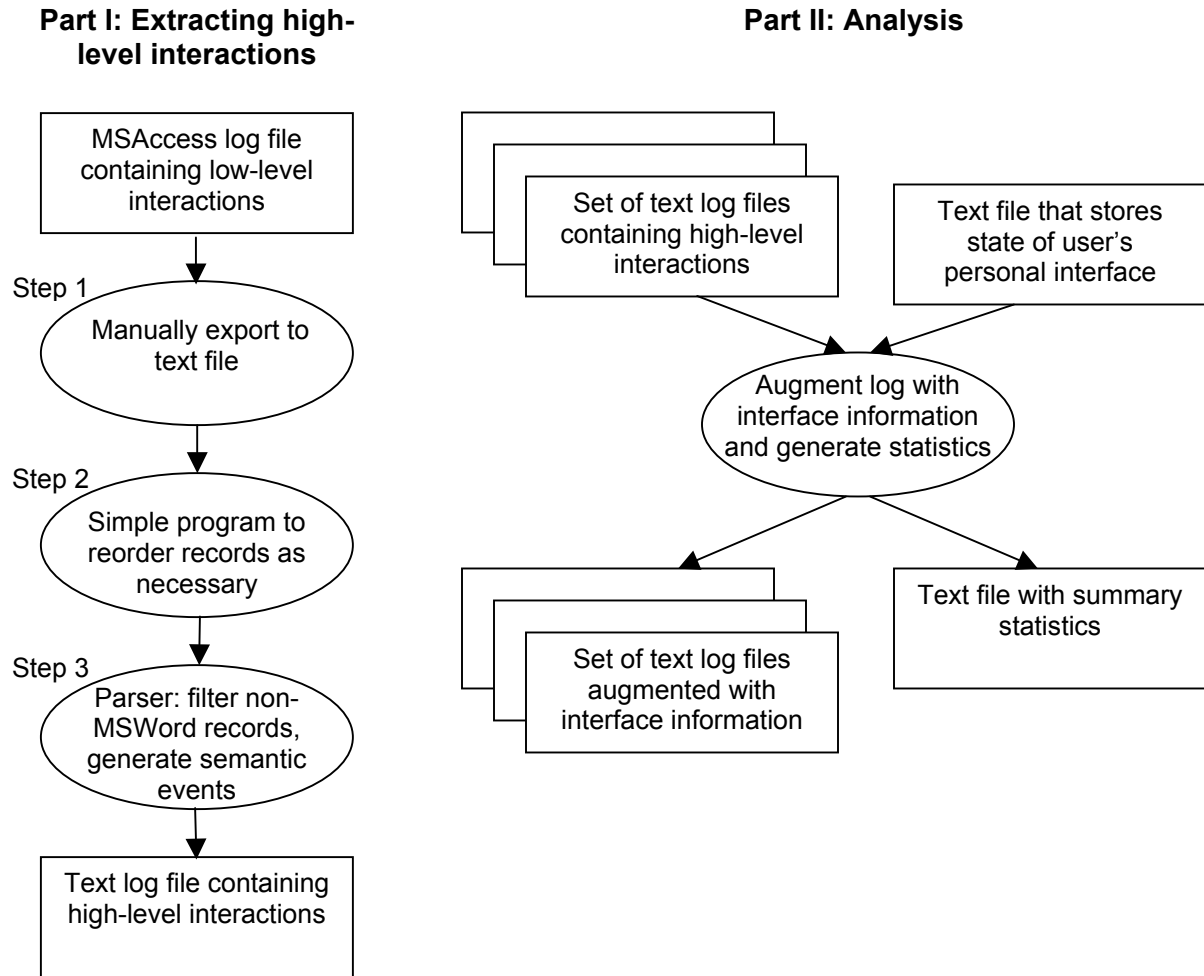 Part I: Extracting high-
level interactions
MSAccess log file
containing low-level
interactions
Step 1
Manually export to
text file
Step 2
Simple program to
reorder records as
necessary
Step 3
Parser: filter non-
MSWord records,
generate semantic
events
Text log file containing
high-level interactions
Part II: Analysis
Set of text log files
containing high-level
interactions
Text file that stores
state of user’s
personal interface
Augment log with
interface information
and generate statistics
Set of text log files
augmented with
interface information
Text file with summary
statistics